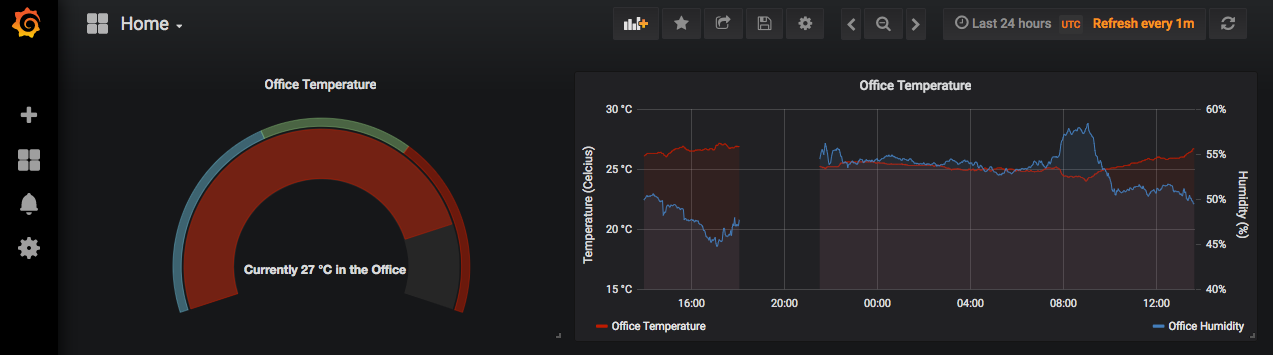 Home
Last 24 hours UTC Refresh every 1m
Office Temperature
Currently 27 °C in the Office
Office Temperature
30 °C
25 °C
20 °C
15 °C
Temperature (Celcius)
60%
55%
50%
45%
40%
Humidity (%)
16:00 20:00 00:00 04:00 08:00 12:00
Office Temperature
Office Humidity